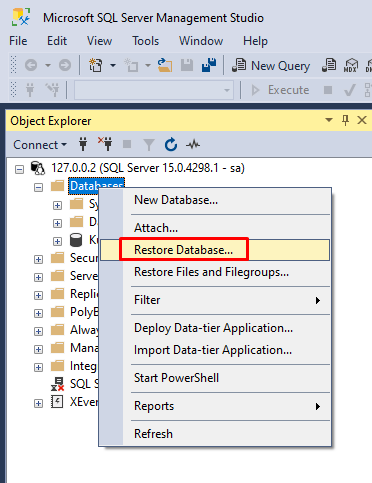 Microsoft SQL Server Management Studio
File Edit View Tools Window Help
New Query MDX DMX
Execute
Object Explorer
Connect
127.0.0.2 (SQL Server 15.0.4298.1 - sa)
Databases
New Database...
Attach...
Restore Database...
Restore Files and Filegroups...
Secu
Serve
Filter
Replic
PolyB
Deploy Data-tier Application...
Alway
Import Data-tier Application...
Mana
Integ
Start PowerShell
SQL S
XEver
Reports
Refresh